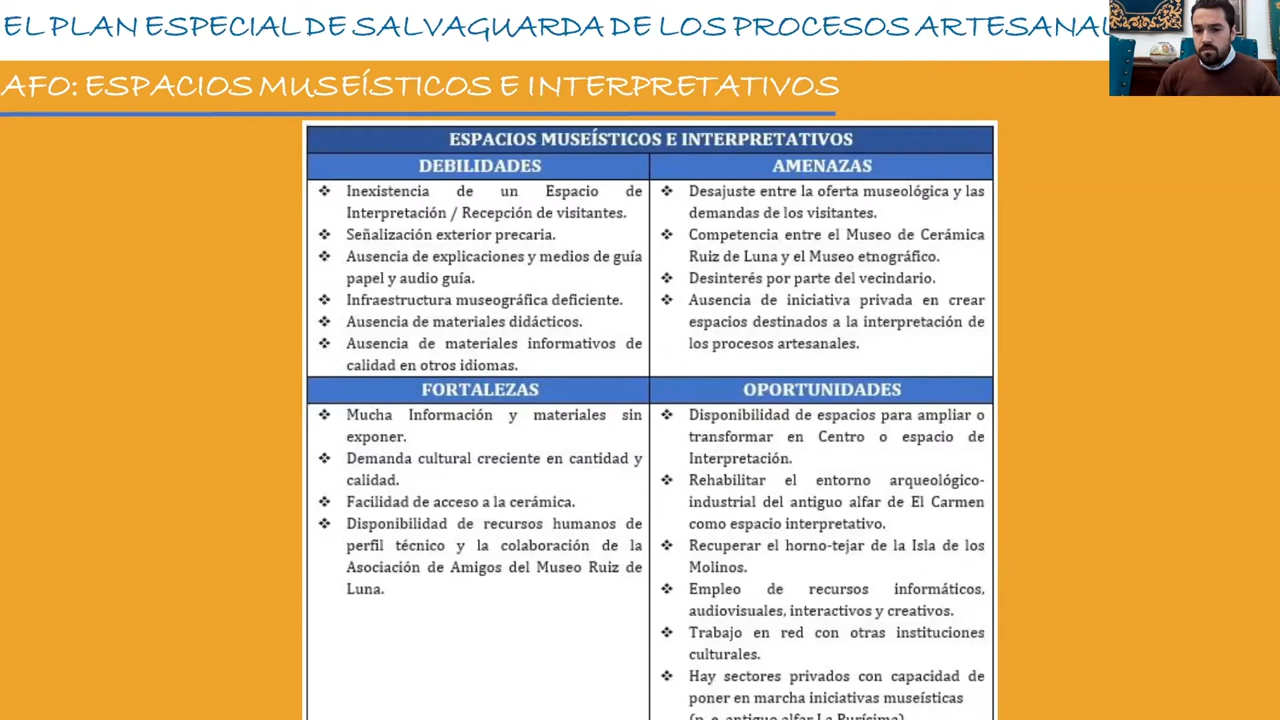 EL PLAN ESPECIAL DE SALVAGUARDA DE LOS PROCESOS
AFO: ESPACIOS MUSEÍSTICOS E INTERPRETATIVOS
ESPACIOS MUSEÍSTICOS E INTERPRETATIVOS
DEBILIDADES
❖ Inexistencia de un Espacio de
Interpretación / Recepción de visitantes.
❖ Señalización exterior precaria.
❖ Ausencia de explicaciones y medios de guía
papel y audio guía.
❖ Infraestructura museográfica deficiente.
❖ Ausencia de materiales didácticos.
❖ Ausencia de materiales informativos de
calidad en otros idiomas.
AMENAZAS
❖ Desajuste entre la oferta museológica y las
demandas de los visitantes.
❖ Competencia entre el Museo de Cerámica
Ruiz de Luna y el Museo etnográfico.
❖ Desinterés por parte del vecindario.
❖ Ausencia de iniciativa privada en crear
espacios destinados a la interpretación de
los procesos artesanales.
FORTALEZAS
❖ Mucha Información y materiales sin
exponer.
❖ Demanda cultural creciente en cantidad y
calidad.
❖ Facilidad de acceso a la cerámica.
❖ Disponibilidad de recursos humanos de
perfil técnico y la colaboración de la
Asociación de Amigos del Museo Ruiz de
Luna.
OPORTUNIDADES
❖ Disponibilidad de espacios para ampliar o
transformar en Centro o espacio de
Interpretación.
❖ Rehabilitar el entorno arqueológico-
industrial del antiguo alfar de El Carmen
como espacio interpretativo.
❖ Recuperar el horno-tejar de la Isla de los
Molinos.
❖ Empleo de recursos informáticos,
audiovisuales, interactivos y creativos.
❖ Trabajo en red con otras instituciones
culturales.
❖ Hay sectores privados con capacidad de
poner en marcha iniciativas museísticas
(p. e. antiguo alfar La Purísima)